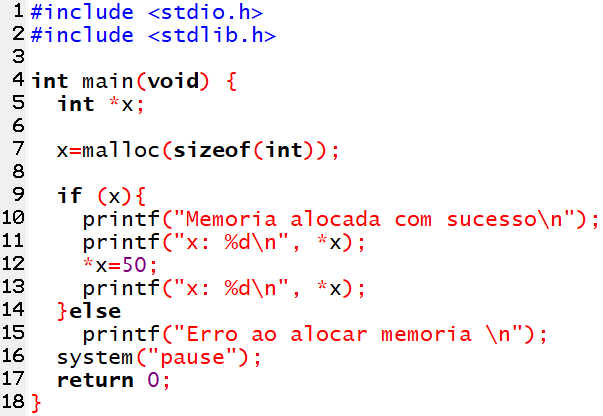 1 #include <stdio.h>
2 #include <stdlib.h>
3
4 int main(void) {
5   int *x;
6
7   x=malloc(sizeof(int));
8
9   if (x){
10     printf("Memoria alocada com sucesso\n");
11     printf("x: %d\n", *x);
12     *x=50;
13     printf("x: %d\n", *x);
14   }else
15     printf("Erro ao alocar memoria \n");
16   system("pause");
17   return 0;
18 }